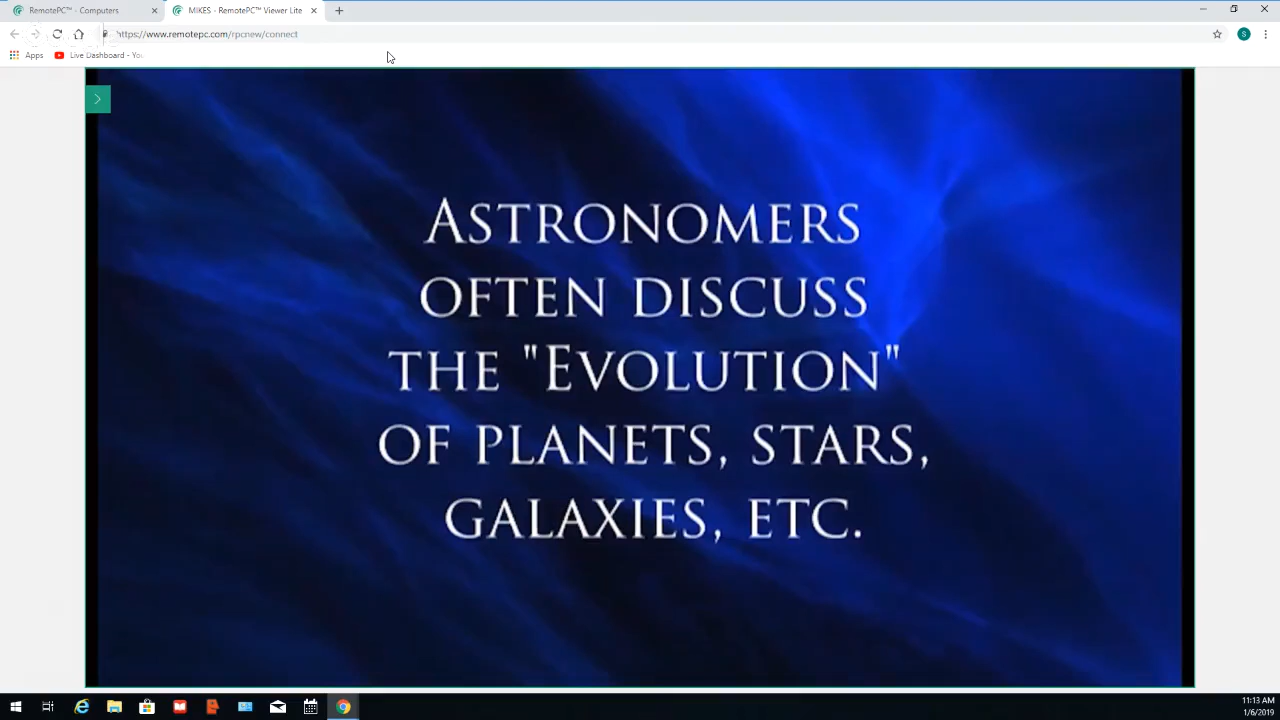 RemotePC™ - Computers
MIKES - RemotePC™ Viewer Lite
https://www.remotepc.com/rpcnew/connect
S
Apps
Live Dashboard - You
ASTRONOMERS
OFTEN DISCUSS
THE "EVOLUTION"
OF PLANETS, STARS,
GALAXIES, ETC.
11:13 AM
1/6/2019